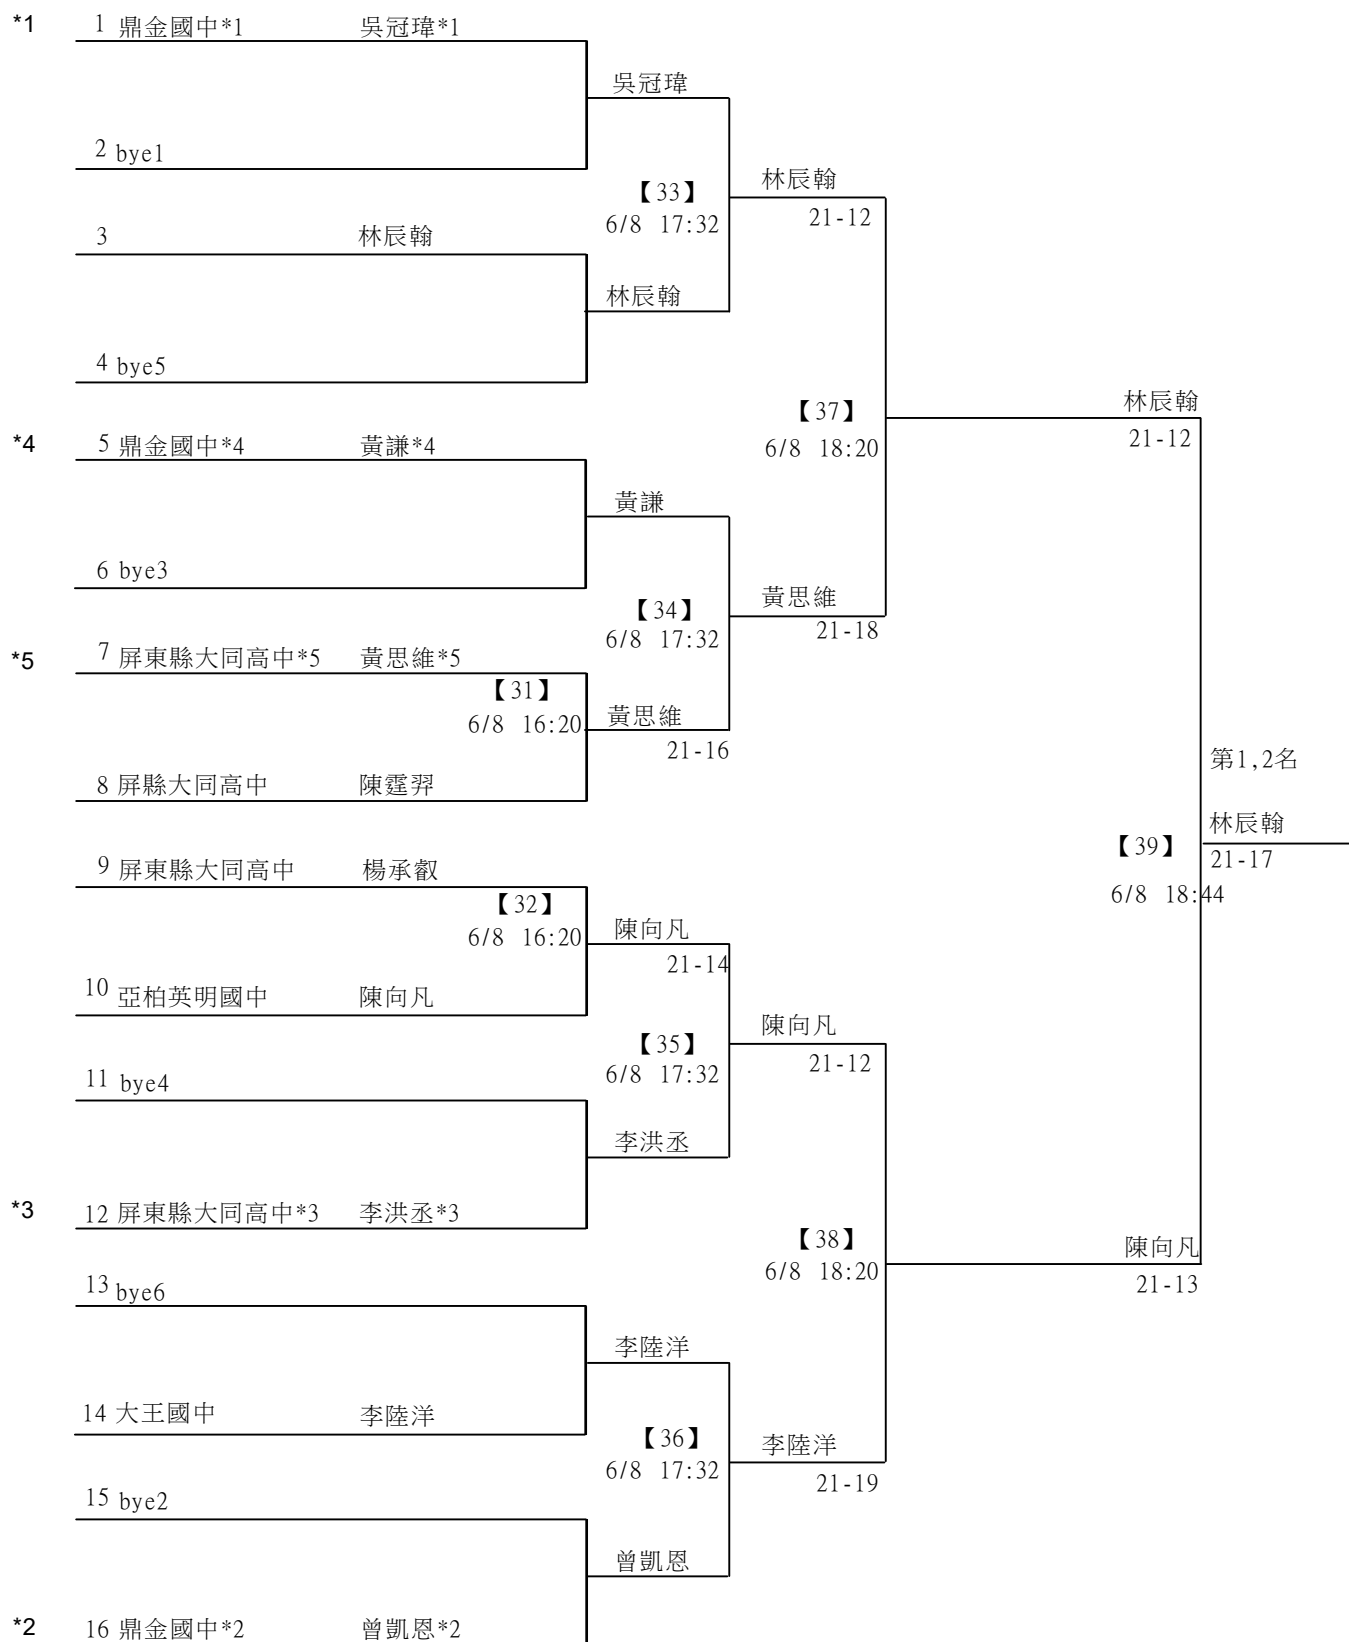 *1 1 鼎金國中*1 吳冠瑋*1
吳冠瑋
2 bye1
林辰翰
【33】
6/8 17:32
21-12
3 林辰翰
林辰翰
4 bye5
林辰翰
【37】
21-12
*4 5 鼎金國中*4 黃謙*4
6/8 18:20
黃謙
6 bye3
黃思維
【34】
21-18
6/8 17:32
*5 7 屏東縣大同高中*5 黃思維*5
【31】
黃思維
6/8 16:20
21-16
第1,2名
8 屏縣大同高中 陳霆羿
林辰翰
【39】
21-17
9 屏東縣大同高中 楊承叡
6/8 18:44
【32】
陳向凡
6/8 16:20
21-14
10 亞柏英明國中 陳向凡
陳向凡
【35】
21-12
6/8 17:32
11 bye4
李洪丞
*3 12 屏東縣大同高中*3 李洪丞*3
【38】
陳向凡
6/8 18:20
21-13
13 bye6
李陸洋
14 大王國中 李陸洋
【36】
李陸洋
6/8 17:32
21-19
15 bye2
曾凱恩
*2 16 鼎金國中*2 曾凱恩*2